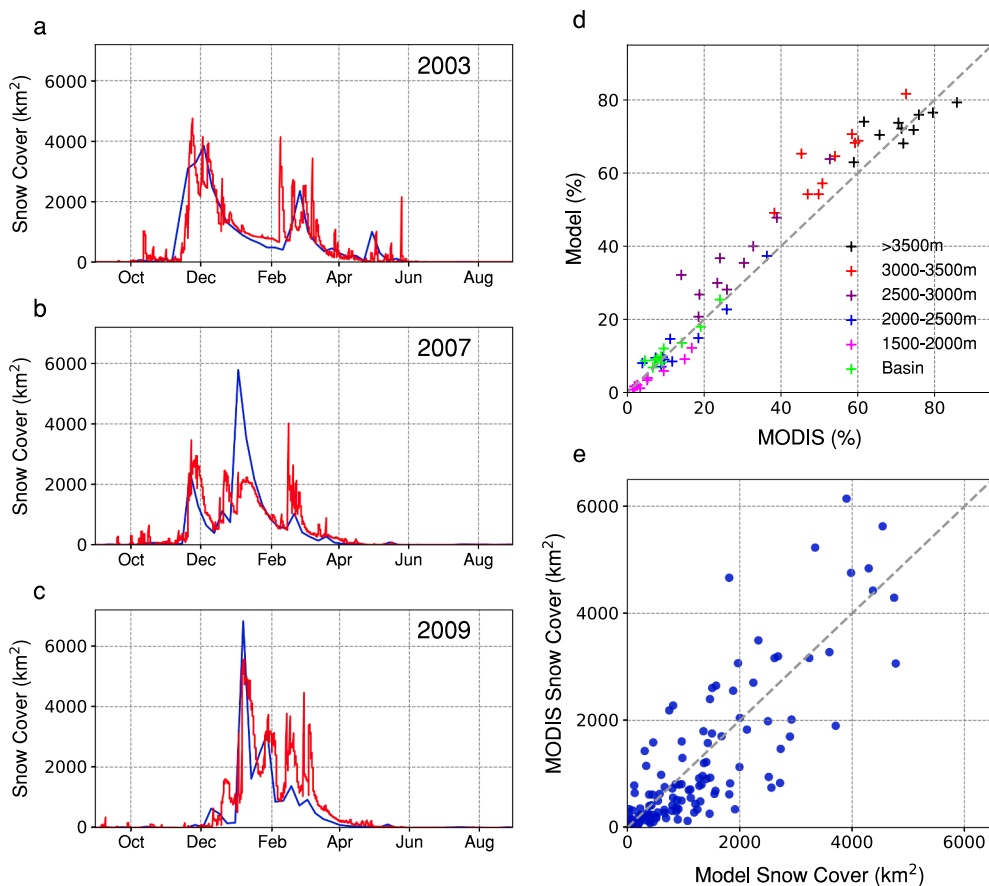 a
2003
Snow Cover (km²)
6000
4000
2000
0
Oct Dec Feb Apr Jun Aug
b
2007
Snow Cover (km²)
6000
4000
2000
0
Oct Dec Feb Apr Jun Aug
c
2009
Snow Cover (km²)
6000
4000
2000
0
Oct Dec Feb Apr Jun Aug
d
Model (%)
80
60
40
20
0
>3500m
3000-3500m
2500-3000m
2000-2500m
1500-2000m
Basin
0 20 40 60 80
MODIS (%)
e
MODIS Snow Cover (km²)
6000
4000
2000
0
0 2000 4000 6000
Model Snow Cover (km²)